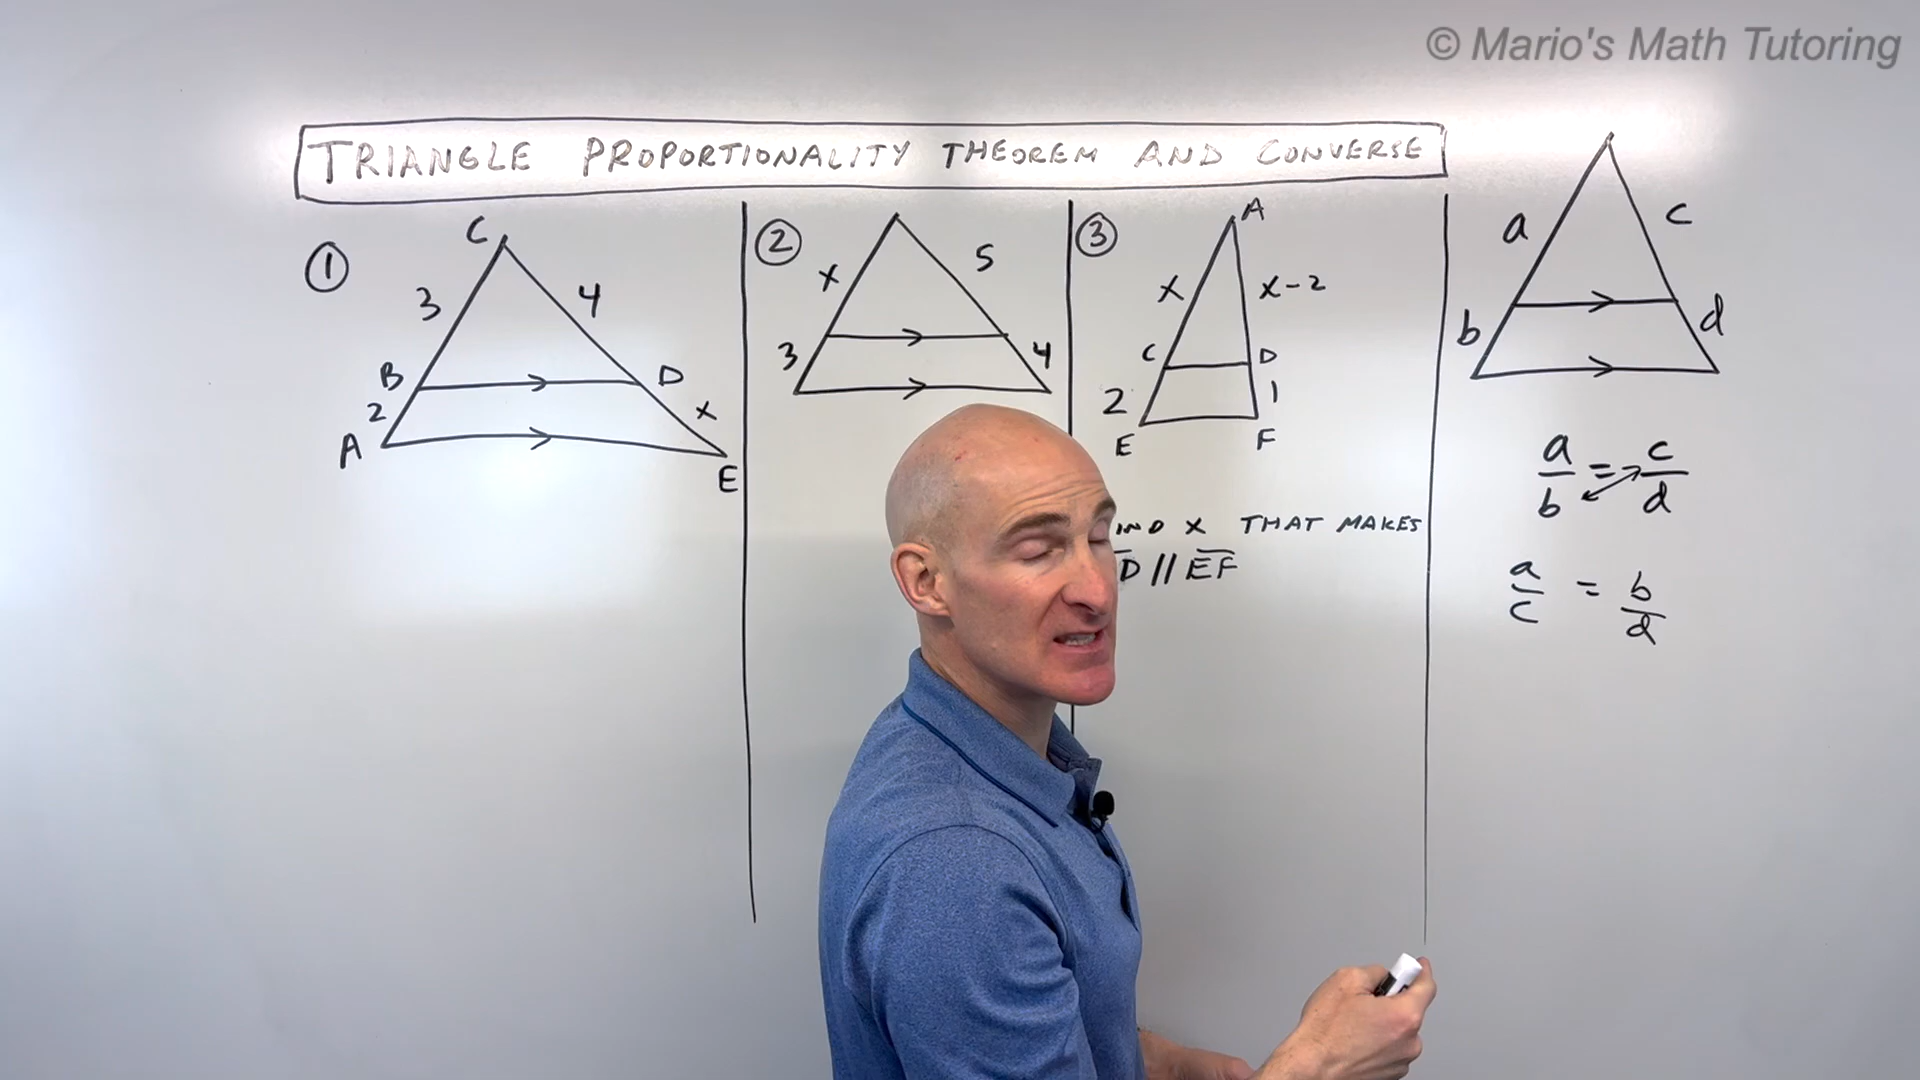 © Mario's Math Tutoring
TRIANGLE PROPORTIONALITY THEOREM AND CONVERSE
①
C
3
4
B
D
2
x
A
E
②
x
5
3
4
③
A
x
x-2
C
D
2
1
E
F
x THAT MAKES
D // EF
a
c
b
d
a/b = c/d
a/c = b/d